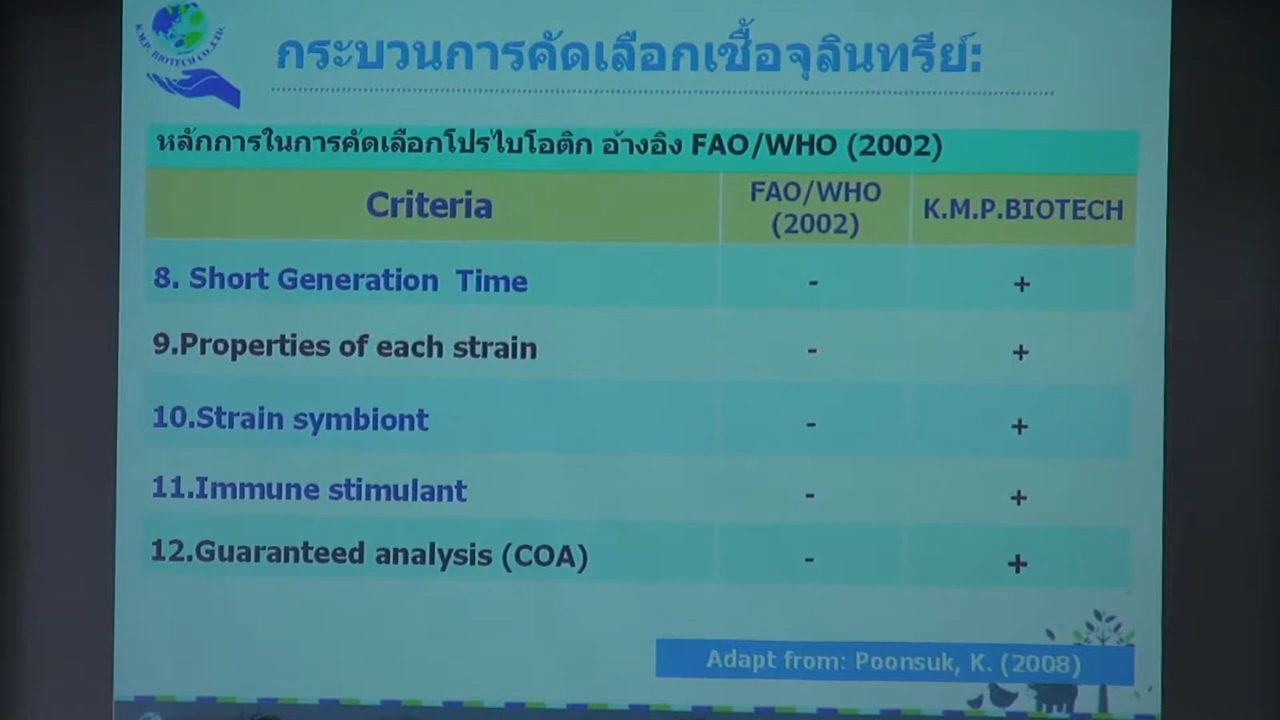 K.M.P. BIOTECH CO.,LTD.
กระบวนการคัดเลือกเชื้อจุลินทรีย์:
หลักการในการคัดเลือกโปรไบโอติก อ้างอิง FAO/WHO (2002)
Criteria FAO/WHO (2002) K.M.P.BIOTECH
8. Short Generation Time - +
9.Properties of each strain - +
10.Strain symbiont - +
11.Immune stimulant - +
12.Guaranteed analysis (COA) - +
Adapt from: Poonsuk, K. (2008)